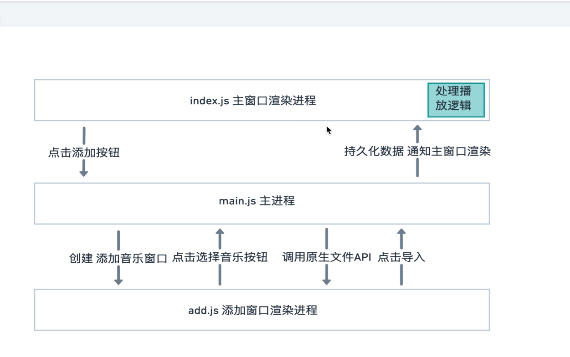 index.js 主窗口渲染进程
处理播
放逻辑
点击添加按钮
持久化数据 通知主窗口渲染
main.js 主进程
创建 添加音乐窗口
点击选择音乐按钮
调用原生文件API
点击导入
add.js 添加窗口渲染进程